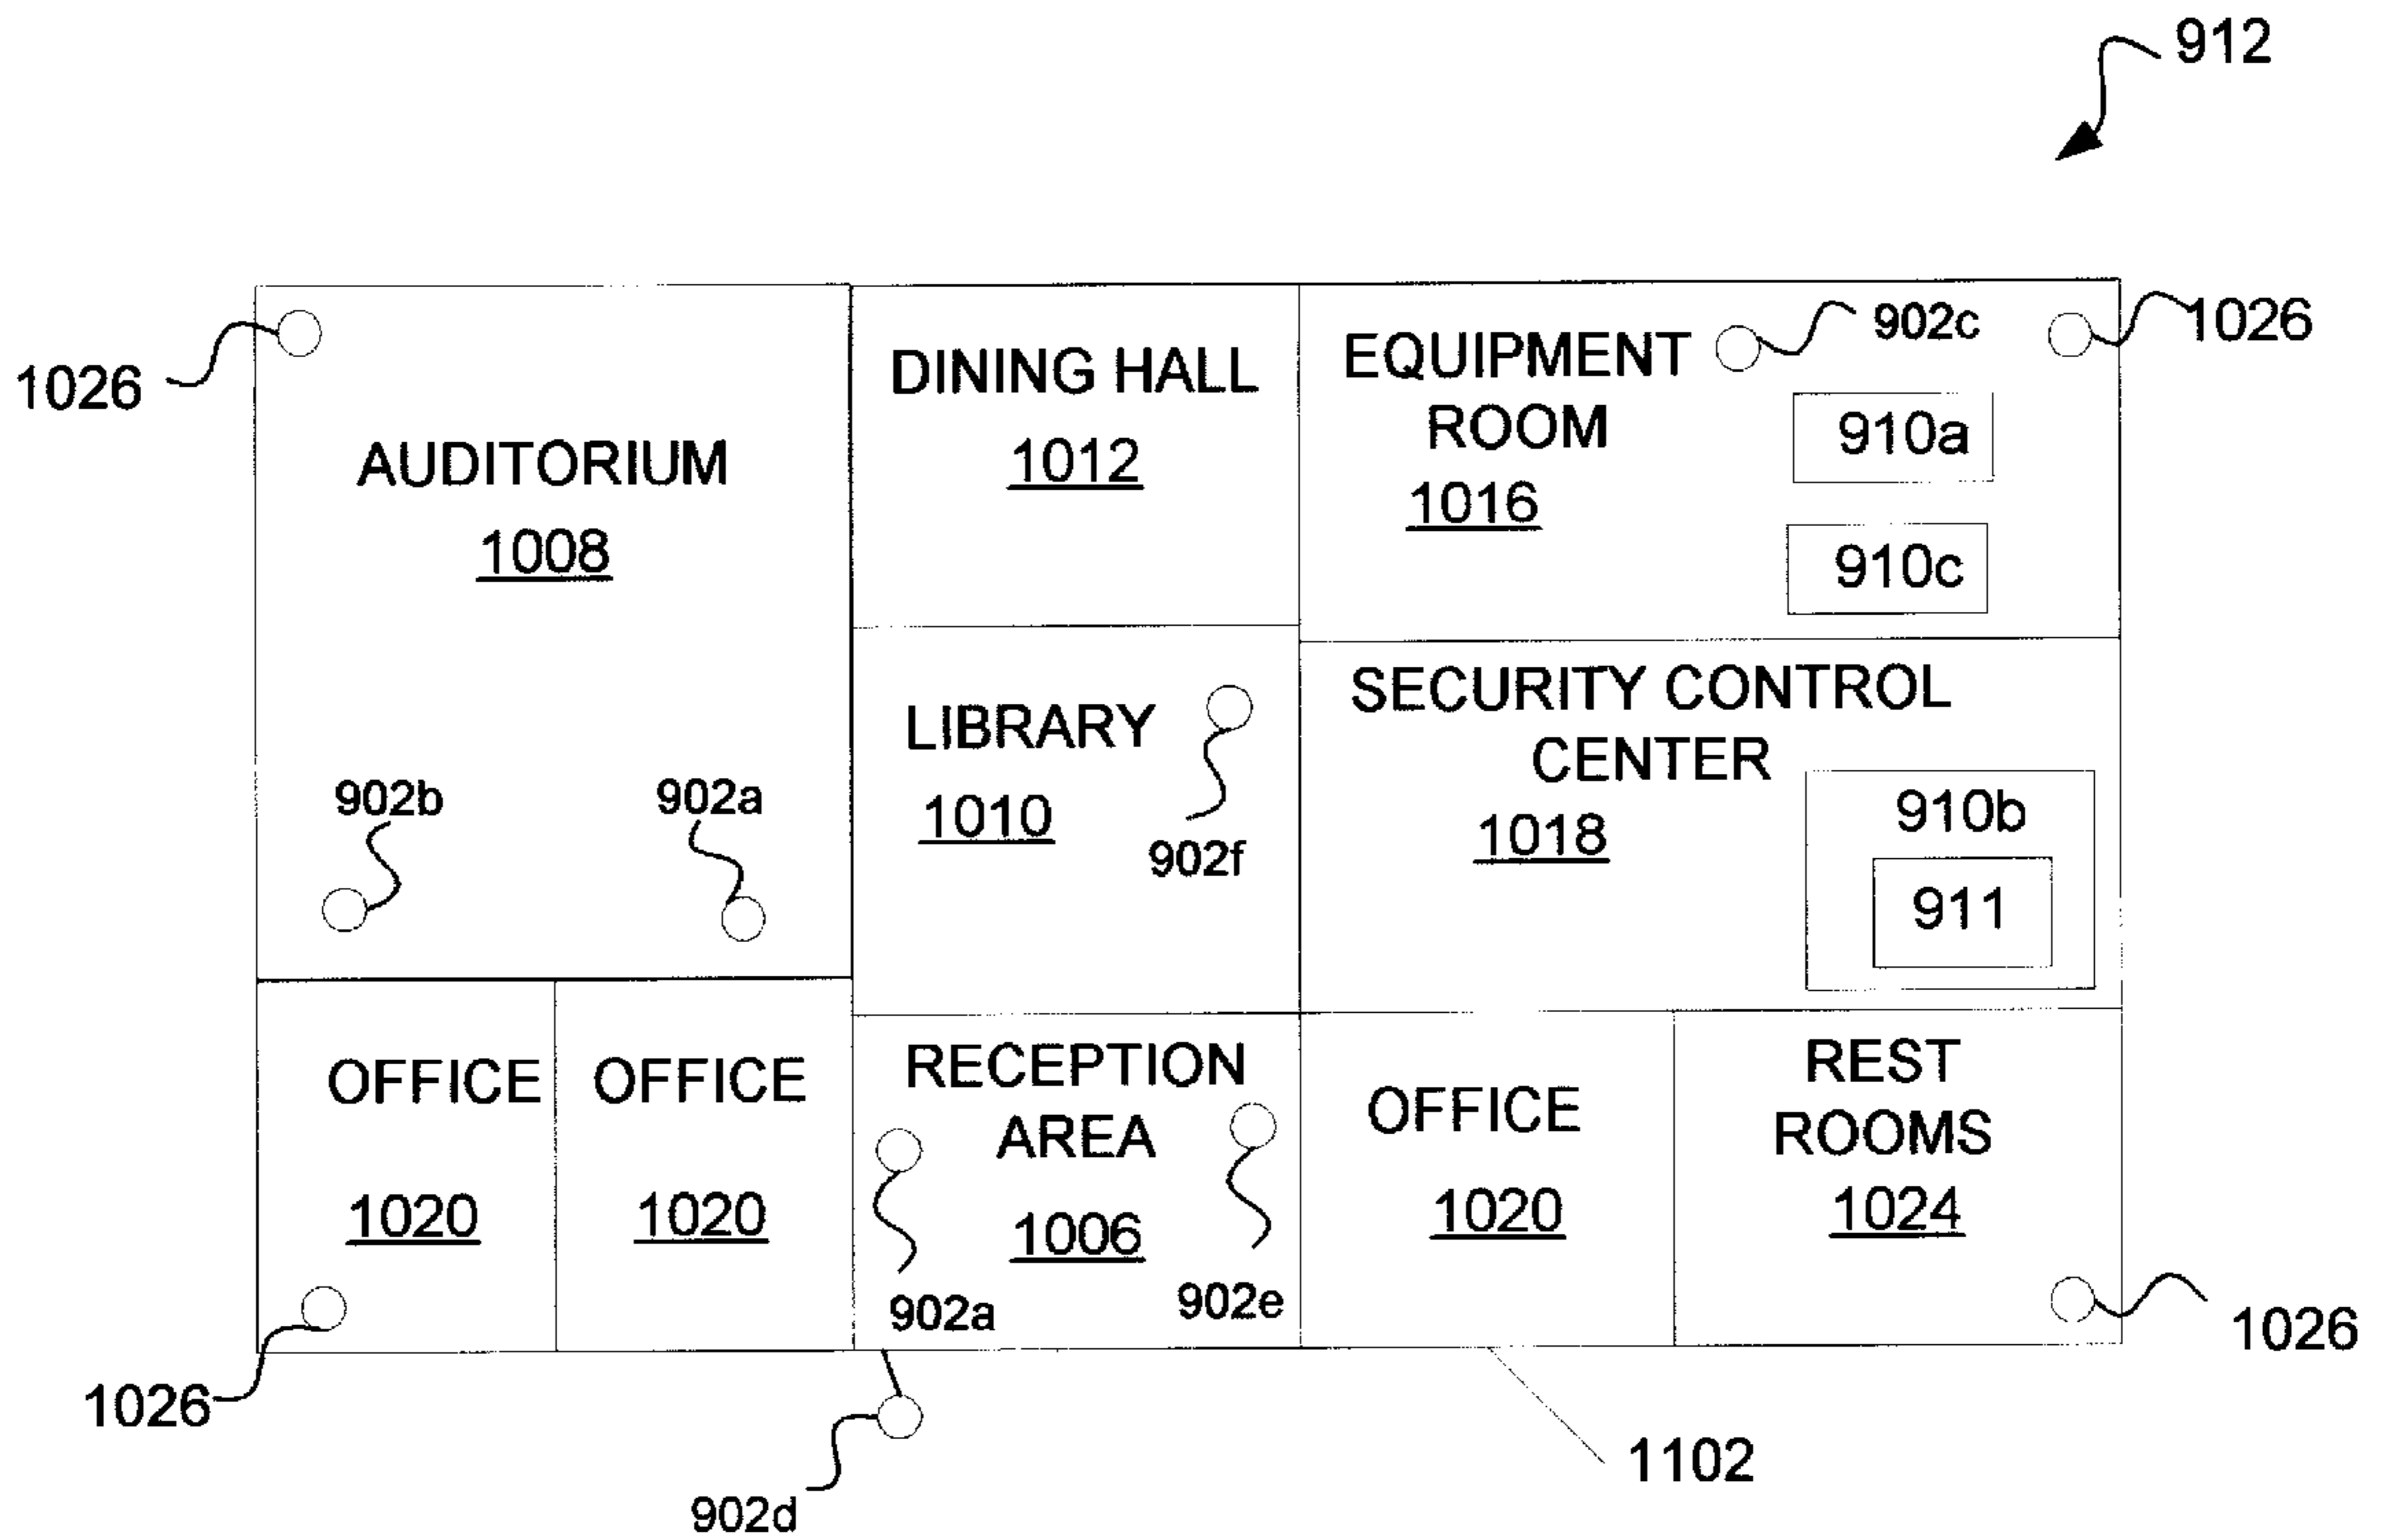 912
1026
AUDITORIUM
1008
902b
902a
DINING HALL
1012
EQUIPMENT
ROOM
1016
902c
1026
910a
910c
LIBRARY
1010
902f
SECURITY CONTROL
CENTER
1018
910b
911
OFFICE
1020
OFFICE
1020
RECEPTION
AREA
1006
902a
902e
OFFICE
1020
REST
ROOMS
1024
1026
1026
902d
1102